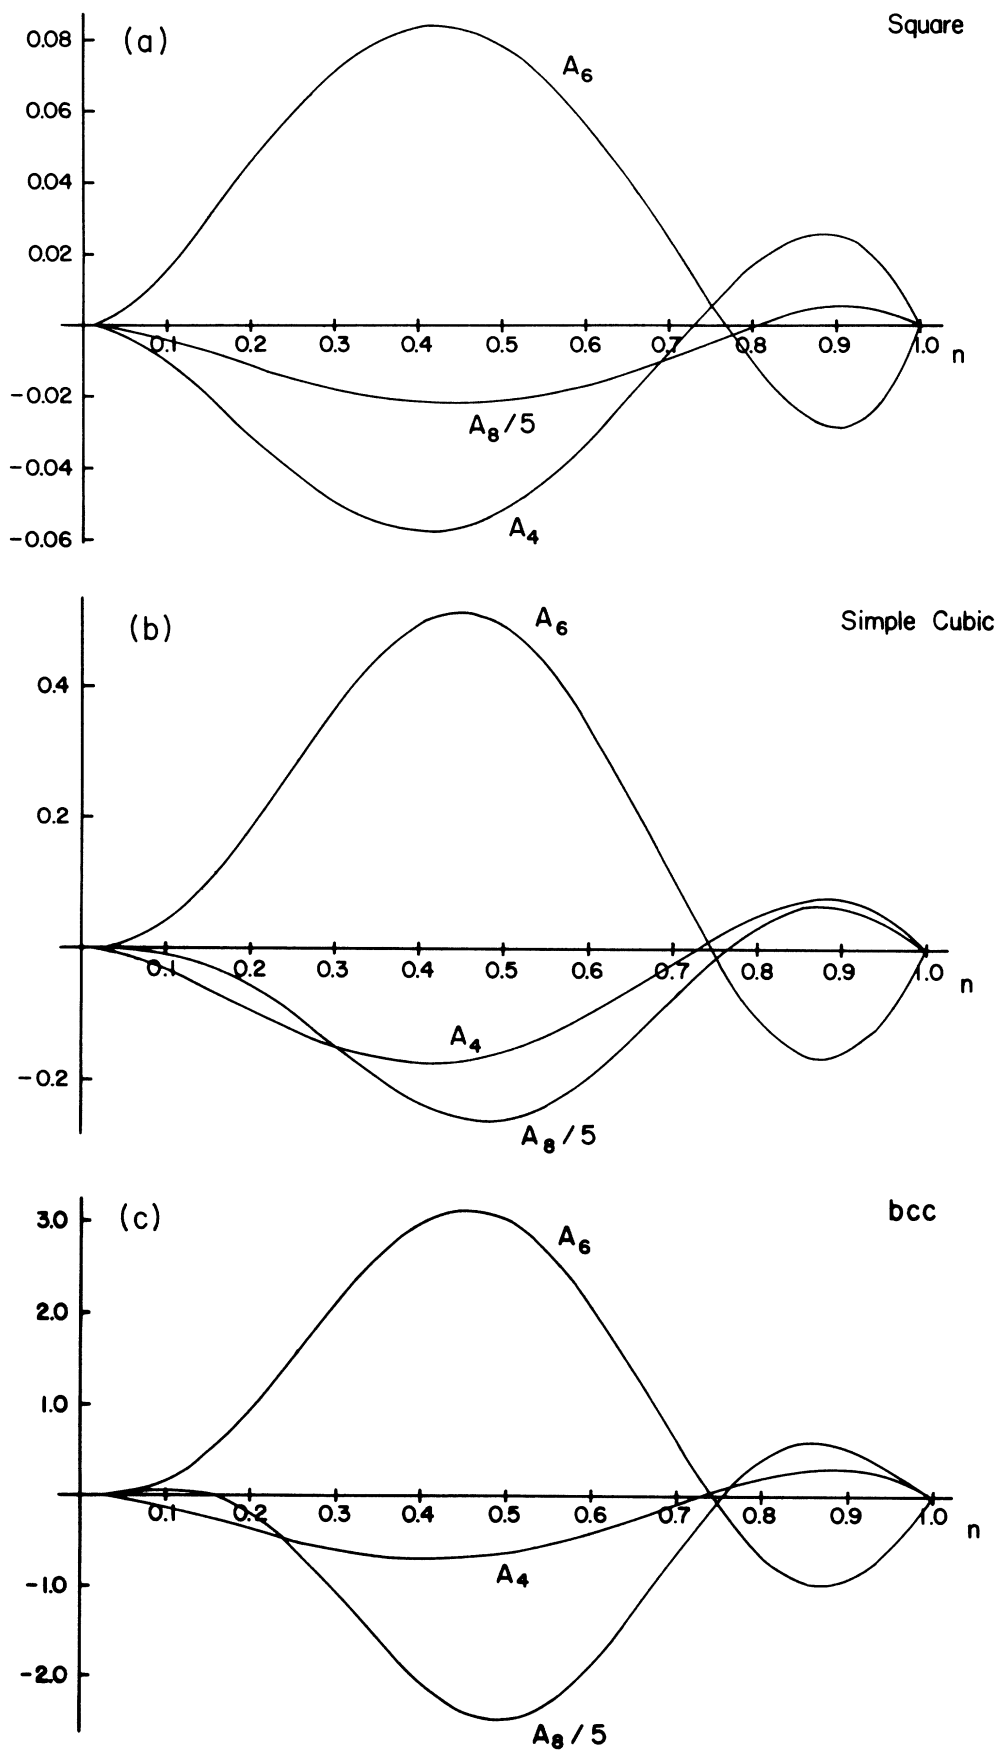 (a) Square
0.08
A6
0.06
0.04
0.02
0.1 0.2 0.3 0.4 0.5 0.6 0.7 0.8 0.9 1.0 n
-0.02
A8/5
-0.04
A4
-0.06
(b) Simple Cubic
A6
0.4
0.2
0.1 0.2 0.3 0.4 0.5 0.6 0.7 0.8 0.9 1.0 n
A4
-0.2
A8/5
(c) bcc
3.0
A6
2.0
1.0
0.1 0.2 0.3 0.4 0.5 0.6 0.7 0.8 0.9 1.0 n
A4
-1.0
-2.0
A8/5